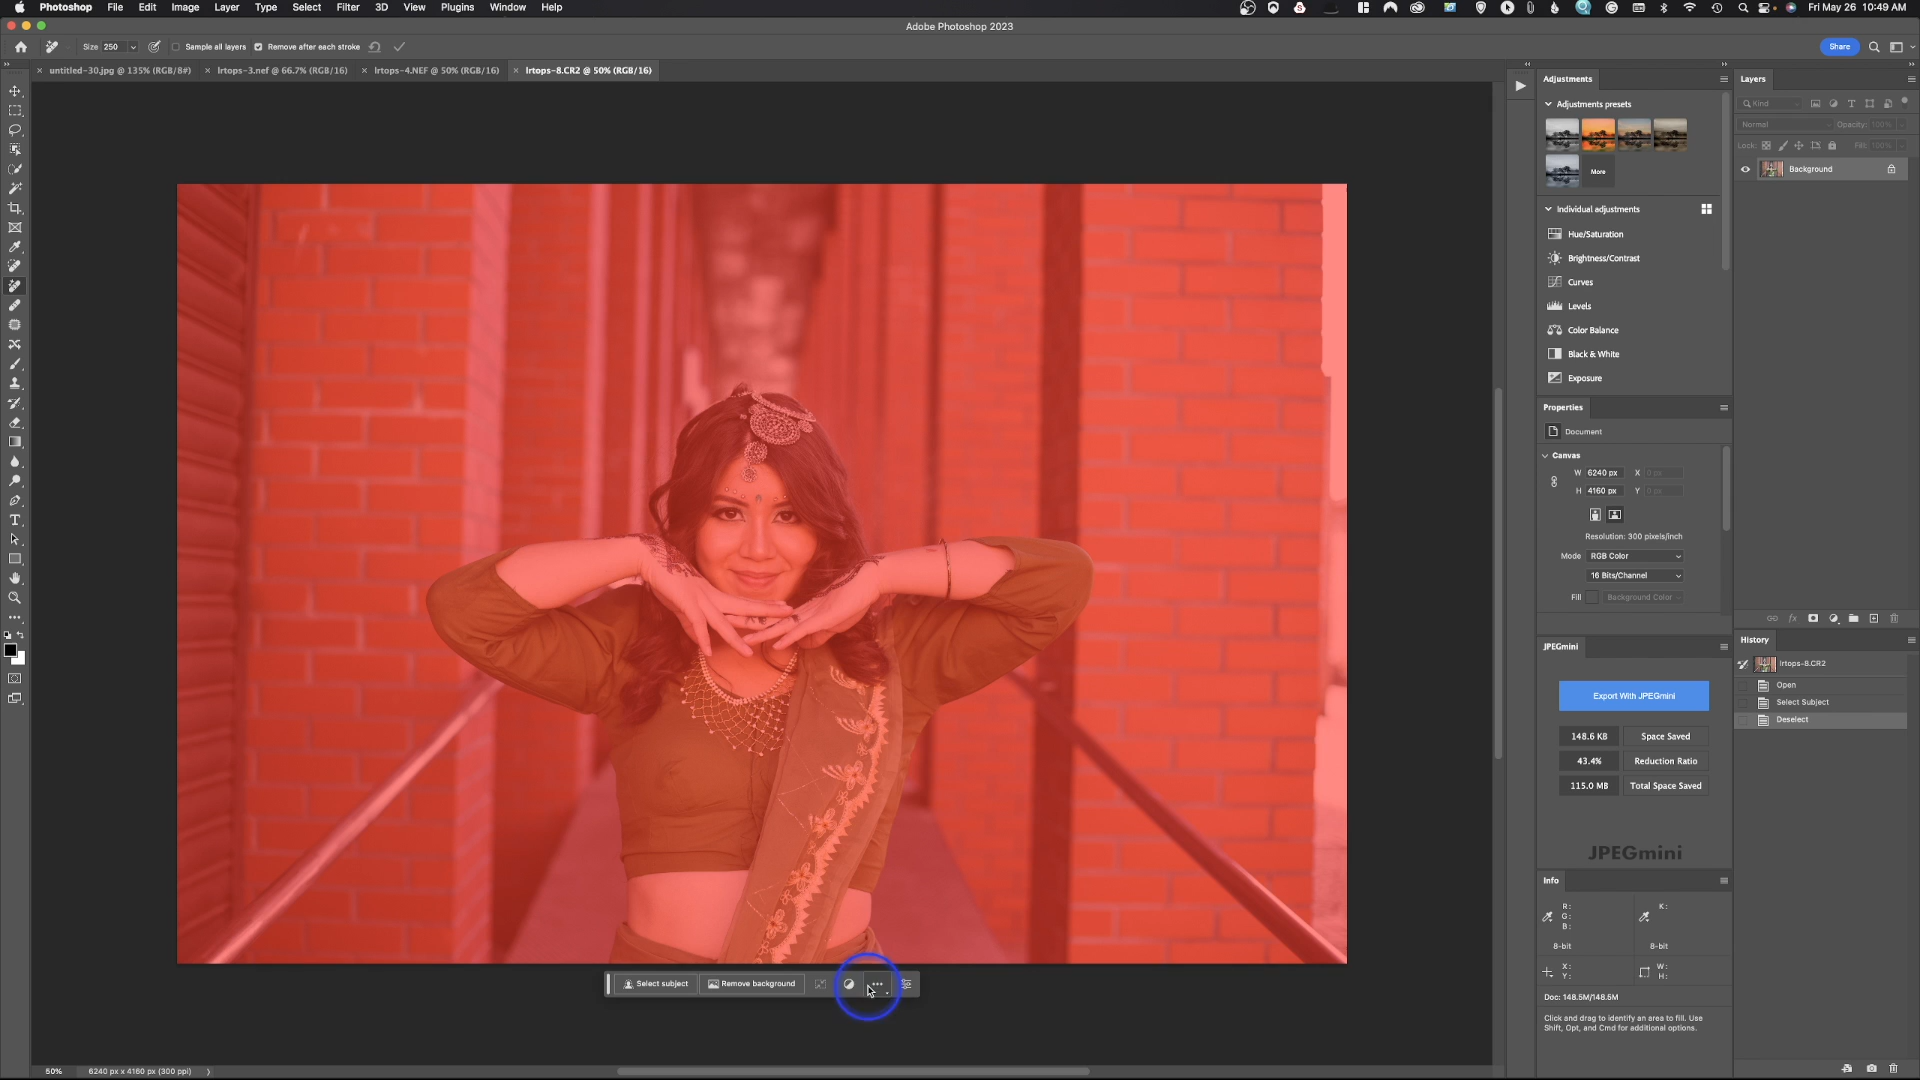 Photoshop File Edit Image Layer Type Select Filter 3D View Plugins Window Help Fri May 26 10:49 AM
Adobe Photoshop 2023
Size 250 Sample all layers Remove after each stroke Share
untitled-30.jpg @ 135% (RGB/8#) lrtops-3.nef @ 66.7% (RGB/16) lrtops-4.NEF @ 50% (RGB/16) lrtops-8.CR2 @ 50% (RGB/16)
Adjustments
Adjustments presets
More
Individual adjustments
Hue/Saturation
Brightness/Contrast
Curves
Levels
Color Balance
Black & White
Exposure
Properties
Document
Canvas
W 6240 px X 0 px
H 4160 px Y 0 px
Resolution: 300 pixels/inch
Mode RGB Color
16 Bits/Channel
Fill Background Color
JPEGmini
Export With JPEGmini
148.6 KB Space Saved
43.4% Reduction Ratio
115.0 MB Total Space Saved
JPEGmini
Info
R:
G:
B:
K:
8-bit 8-bit
X:
Y:
W:
H:
Doc: 148.5M/148.5M
Click and drag to identify an area to fill. Use
Shift, Opt, and Cmd for additional options.
Layers
Kind
Normal Opacity: 100%
Lock: Fill: 100%
Background
History
lrtops-8.CR2
Open
Select Subject
Deselect
Select subject Remove background
50% 6240 px x 4160 px (300 ppi)